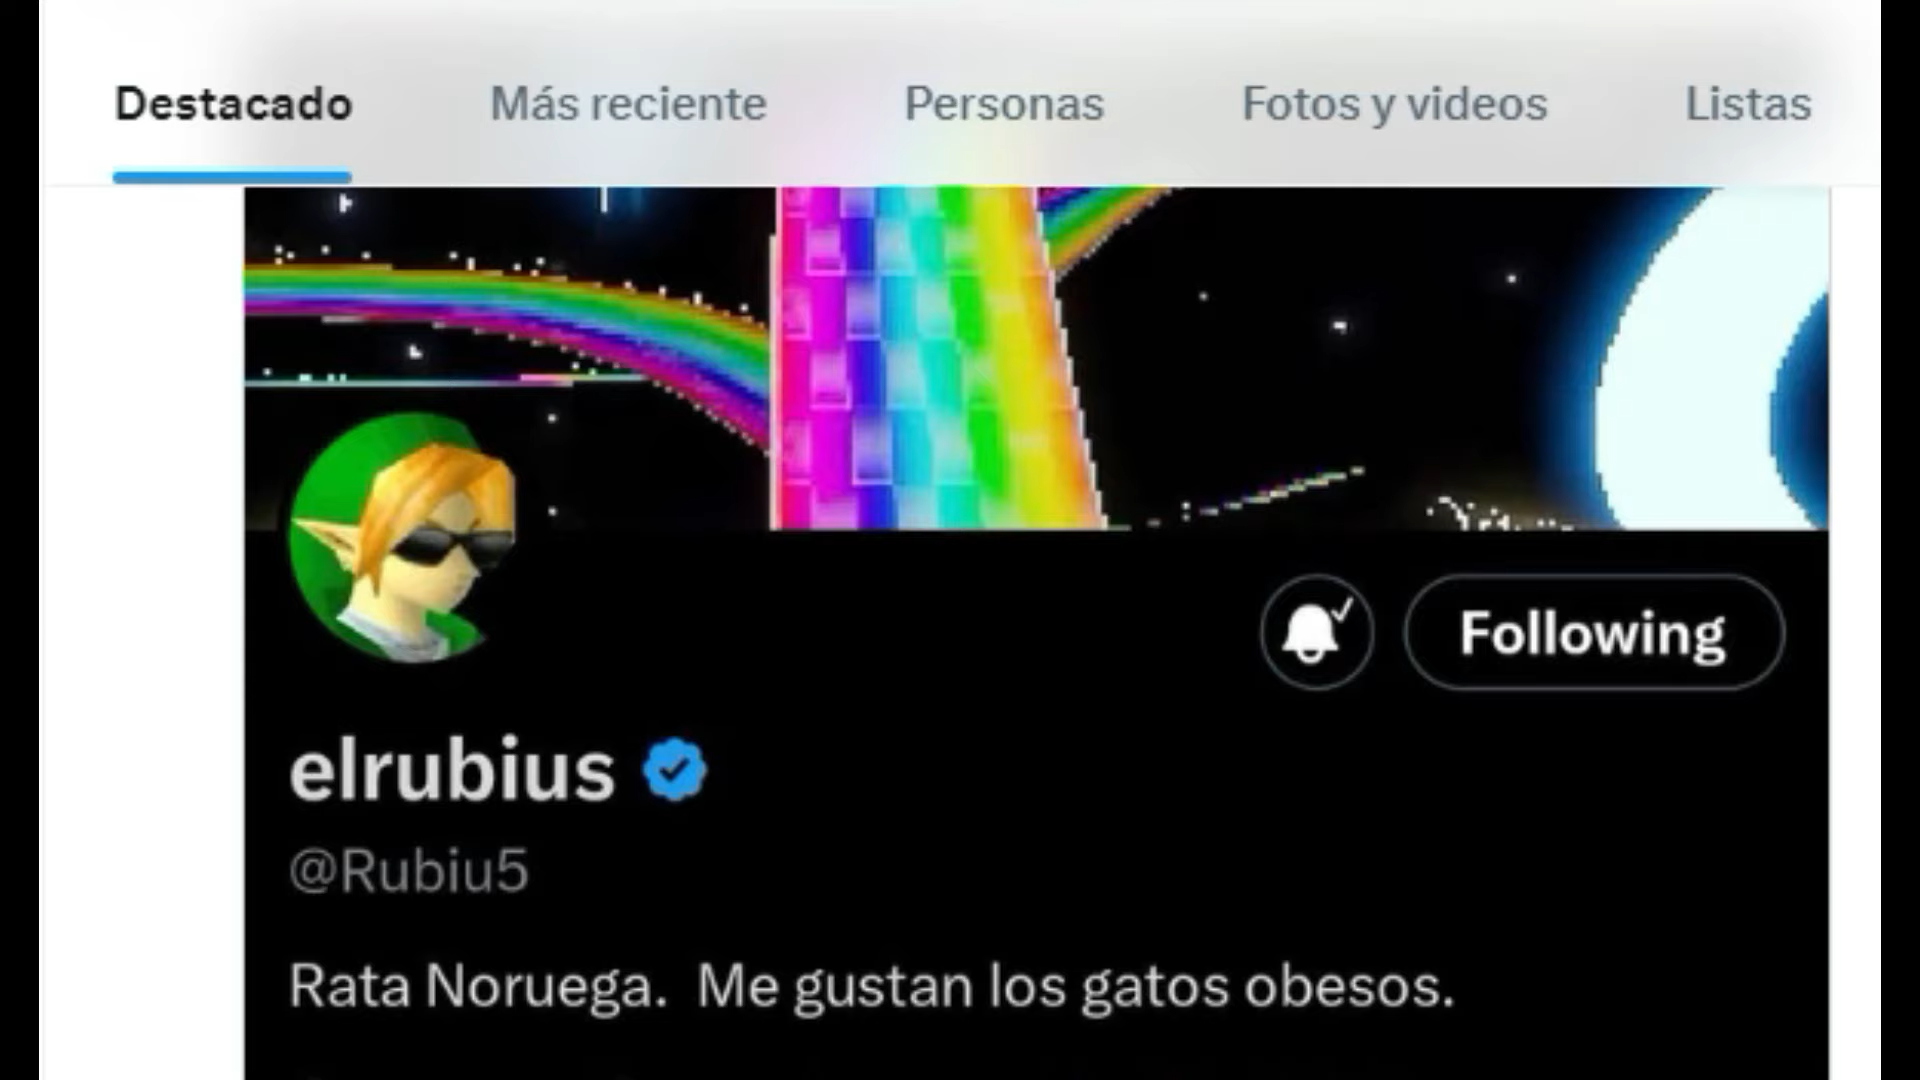 Destacado Más reciente Personas Fotos y videos Listas
Following
elrubius
@Rubiu5
Rata Noruega. Me gustan los gatos obesos.